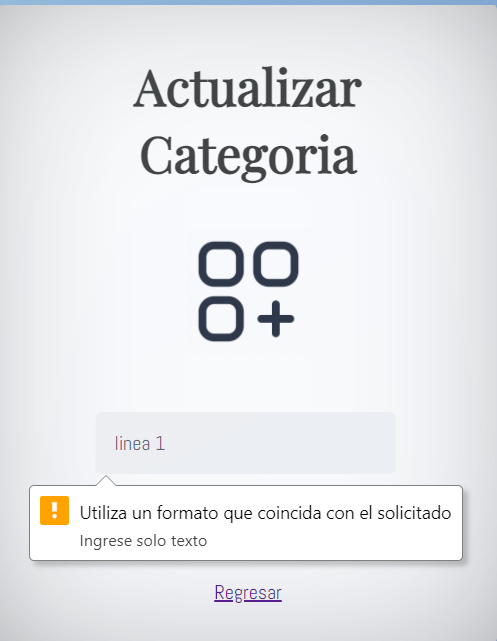 Actualizar
Categoria
linea 1
Utiliza un formato que coincida con el solicitado
Ingrese solo texto
Regresar